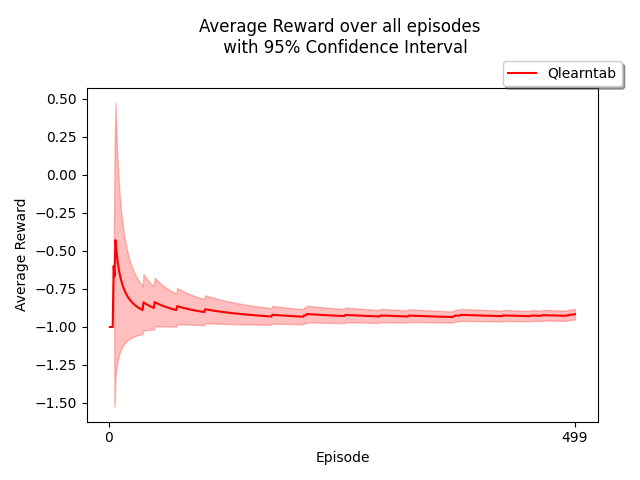 Average Reward over all episodes
with 95% Confidence Interval
Qlearntab
0.50
0.25
0.00
−0.25
−0.50
−0.75
−1.00
−1.25
−1.50
Average Reward
0
499
Episode